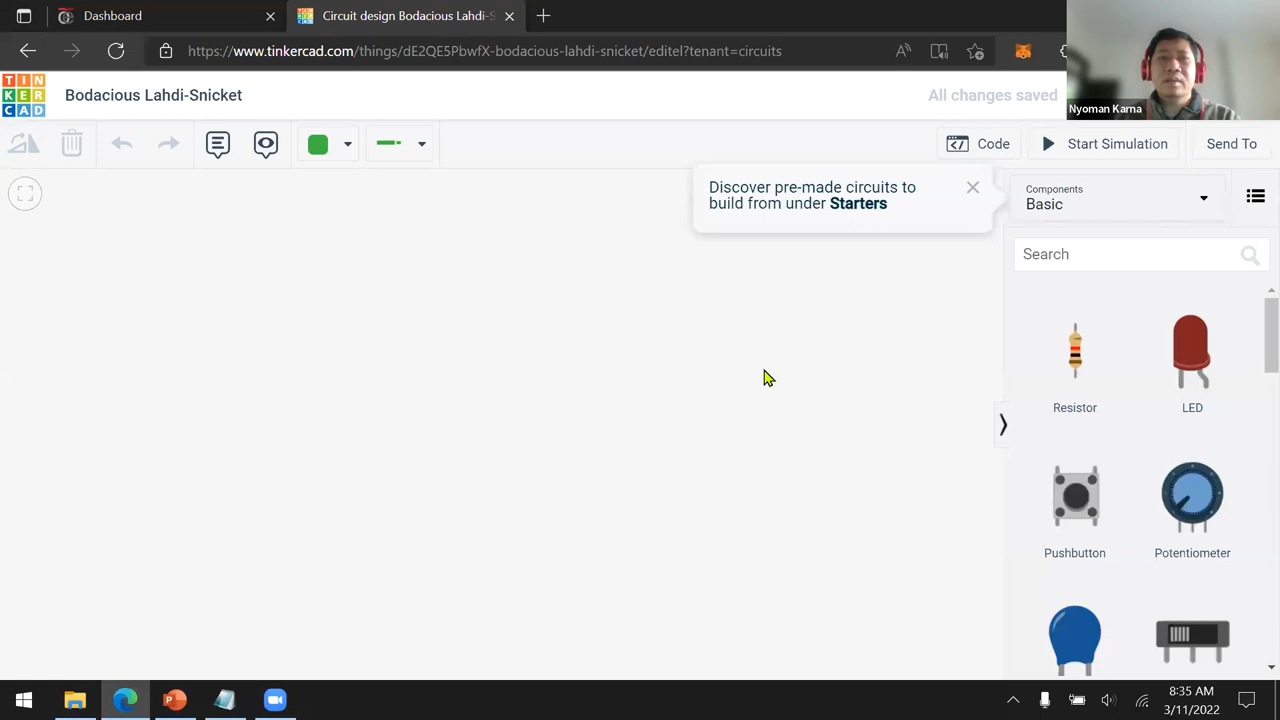 Dashboard
Circuit design Bodacious Lahdi-S
https://www.tinkercad.com/things/dE2QE5PbwfX-bodacious-lahdi-snicket/editel?tenant=circuits
TIN
KER
CAD
Bodacious Lahdi-Snicket
All changes saved
Nyoman Karna
Code
Start Simulation
Send To
Discover pre-made circuits to
build from under Starters
Components
Basic
Search
Resistor
LED
Pushbutton
Potentiometer
8:35 AM
3/11/2022